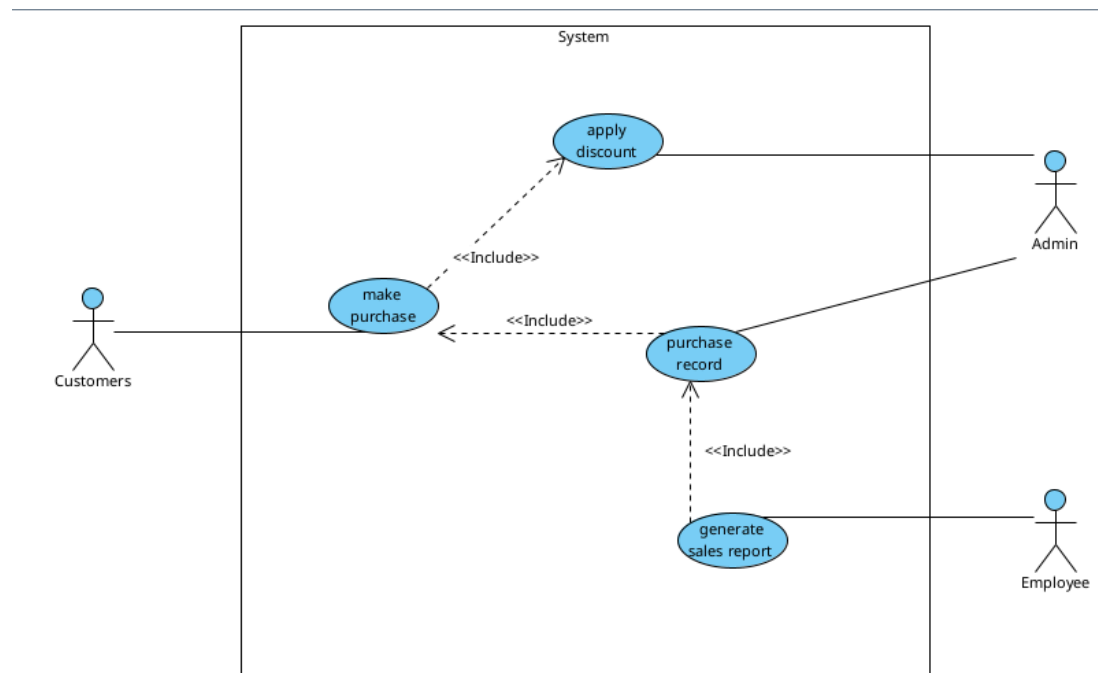 System
apply
discount
Admin
<<Include>>
make
purchase
<<Include>>
purchase
record
Customers
<<Include>>
generate
sales report
Employee